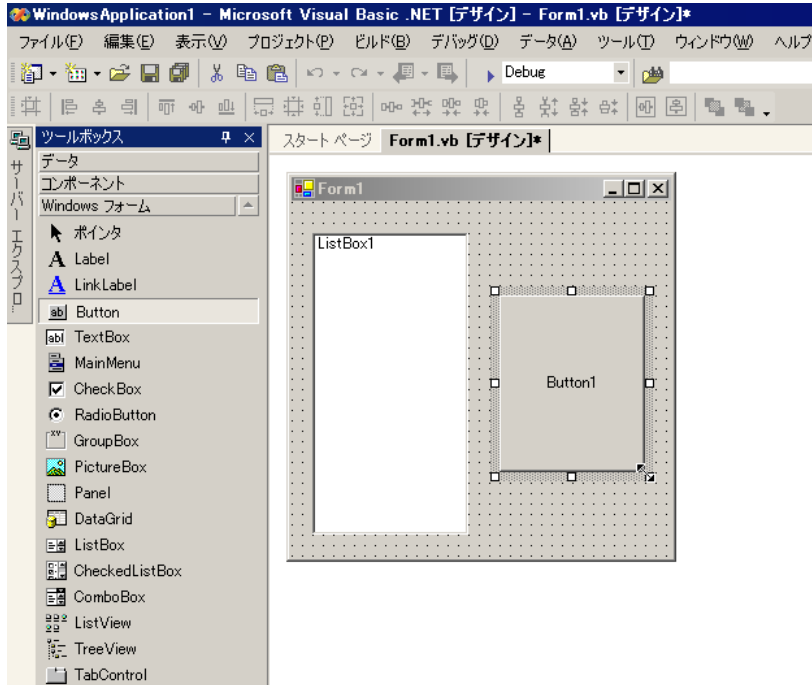 WindowsApplication1 - Microsoft Visual Basic .NET [デザイン] - Form1.vb [デザイン]*
ファイル(F) 編集(E) 表示(V) プロジェクト(P) ビルド(B) デバッグ(D) データ(A) ツール(T) ウィンドウ(W) ヘルプ
Debug
ツールボックス
スタート ページ Form1.vb [デザイン]*
サーバー エクスプロ...
データ
コンポーネント
Windows フォーム
ポインタ
A Label
A LinkLabel
ab Button
abl TextBox
MainMenu
CheckBox
RadioButton
XY GroupBox
PictureBox
Panel
DataGrid
ListBox
CheckedListBox
ComboBox
ListView
TreeView
TabControl
Form1
ListBox1
Button1